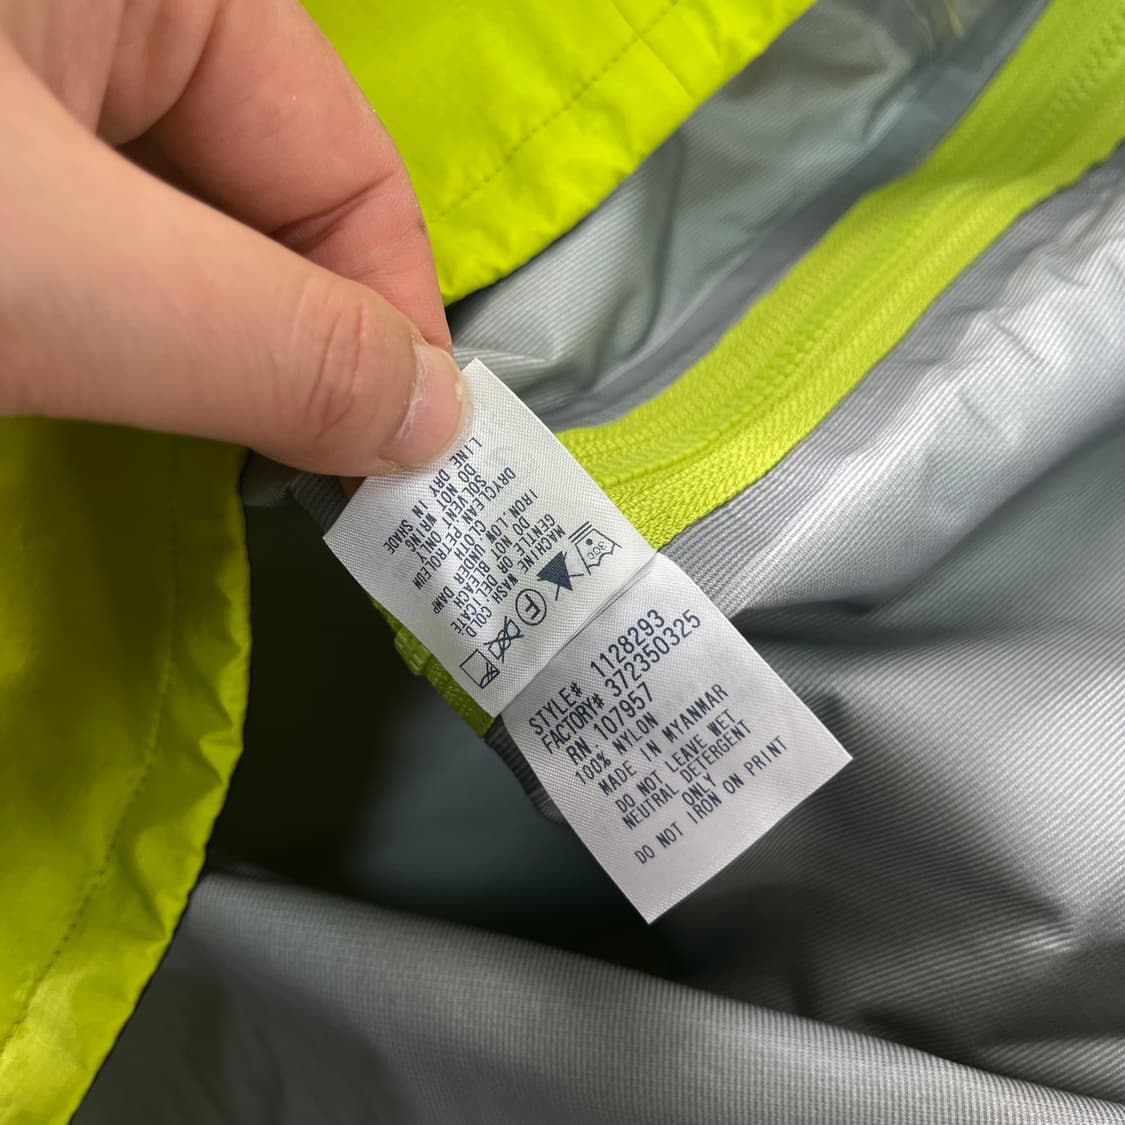 30C
F
MACHINE WASH COLD
GENTLE OR DELICATE
DO NOT BLEACH
IRON, LOW UNDER DAMP
CLOTH
DRYCLEAN PETROLEUM
SOLVENT ONLY
DO NOT WRING
LINE DRY IN SHADE
STYLE# 1128293
FACTORY# 372350325
RN 107957
100% NYLON
MADE IN MYANMAR
DO NOT LEAVE WET
NEUTRAL DETERGENT
ONLY
DO NOT IRON ON PRINT